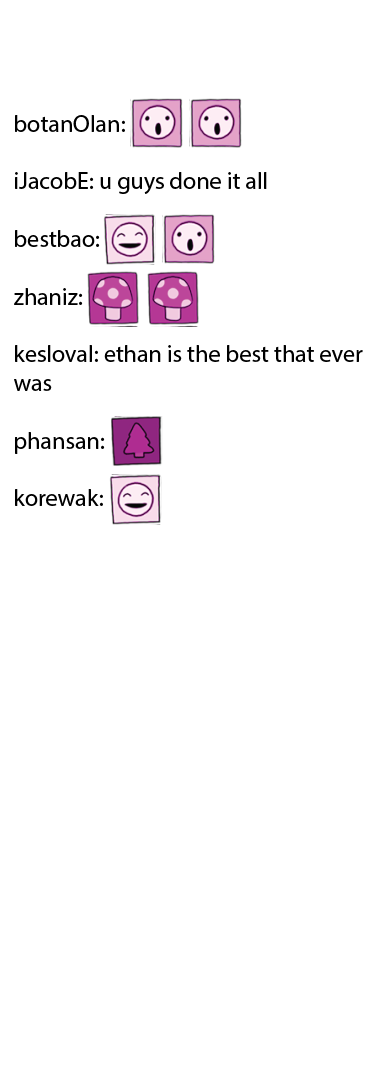 botanOlan:
iJacobE: u guys done it all
bestbao:
zhaniz:
kesloval: ethan is the best that ever
was
phansan:
korewak: